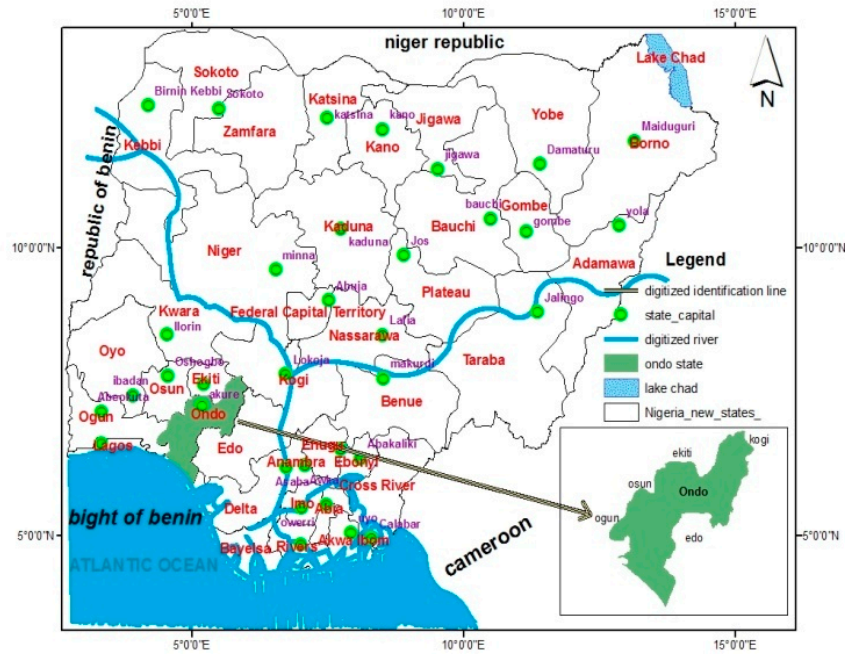 5°0'0"E
10°0'0"E
15°0'0"E
niger republic
Lake Chad
N
Sokoto
Birnin Kebbi
Sokoto
Katsina
katsina
kano
Jigawa
Yobe
Zamfara
Kano
Maiduguri
Borno
Kebbi
jigawa
Damaturu
republic of benin
bauchi
Gombe
yola
Kaduna
Bauchi
gombe
kaduna
10°0'0"N
Niger
Jos
10°0'0"N
minna
Adamawa
Legend
digitized identification line
Abuja
Plateau
Jalingo
state_capital
Kwara
Federal Capital Territory
Lafia
digitized river
Ilorin
Nassarawa
ondo state
Oyo
Oshogbo
Lokoja
makurdi
Taraba
lake chad
ibadan
Ekiti
Kogi
Osun
akure
Benue
Nigeria_new_states_
Abeokuta
Ogun
Ondo
Lagos
Edo
Enugu
Abakaliki
Anambra
Ebonyi
Asaba
Awka
Cross River
Delta
Imo
Abia
owerri
uyo
Calabar
bight of benin
Bayelsa
Rivers
Akwa Ibom
5°0'0"N
5°0'0"N
ATLANTIC OCEAN
cameroon
kogi
ekiti
osun
Ondo
ogun
edo
5°0'0"E
10°0'0"E
15°0'0"E